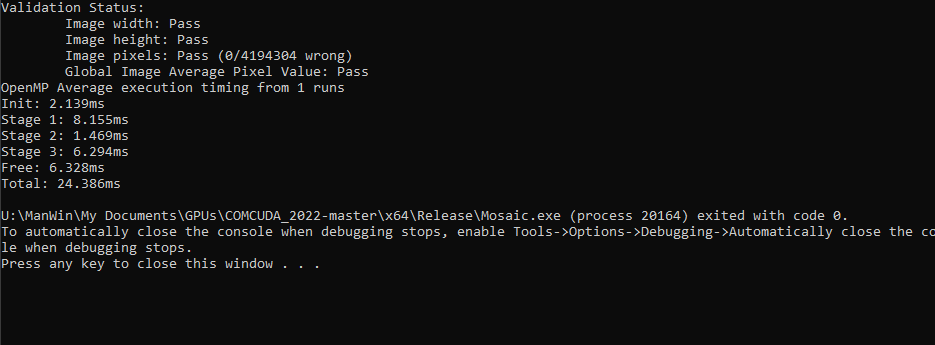 Validation Status:
Image width: Pass
Image height: Pass
Image pixels: Pass (0/4194304 wrong)
Global Image Average Pixel Value: Pass
OpenMP Average execution timing from 1 runs
Init: 2.139ms
Stage 1: 8.155ms
Stage 2: 1.469ms
Stage 3: 6.294ms
Free: 6.328ms
Total: 24.386ms
U:\ManWin\My Documents\GPUs\COMCUDA_2022-master\x64\Release\Mosaic.exe (process 20164) exited with code 0.
To automatically close the console when debugging stops, enable Tools->Options->Debugging->Automatically close the co
le when debugging stops.
Press any key to close this window . . .